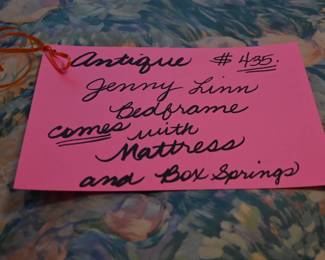 Antique $435.
Jenny Linn
Bedframe
comes with
Mattress
and Box Springs